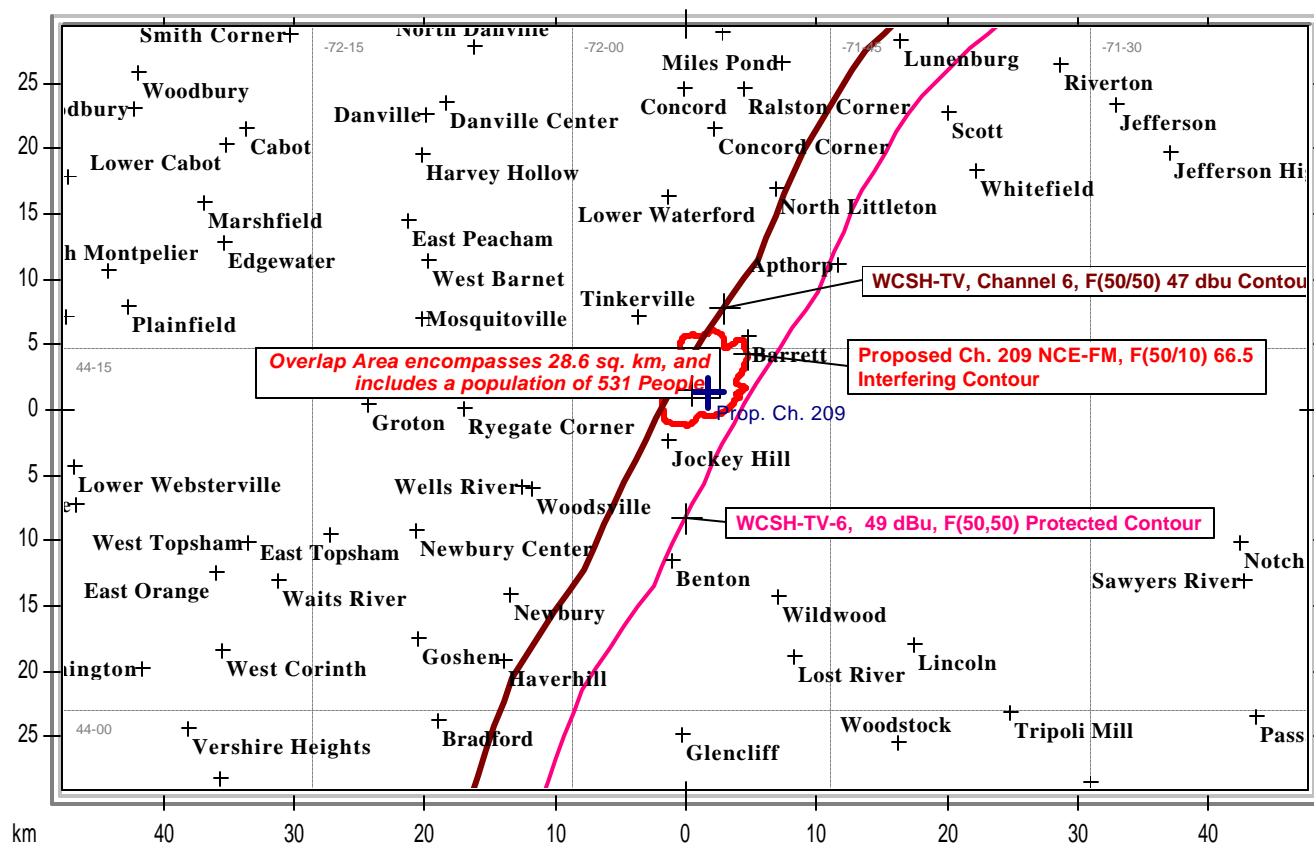 North Danville
Smith Corner
-72-15
-72-00
-71-45
-71-30
Lunenburg
Miles Pond
Riverton
25
Woodbury
odbury
Concord
Ralston Corner
Danville
Danville Center
Scott
Jefferson
20
Cabot
Concord Corner
Lower Cabot
Harvey Hollow
Jefferson Hi
Whitefield
15
Marshfield
Lower Waterford
North Littleton
East Peacham
h Montpelier
Edgewater
Apthorp
10
West Barnet
WCSH-TV, Channel 6, F(50/50) 47 dbu Contou
Tinkerville
Plainfield
Mosquitoville
5
Barrett
Overlap Area encompasses 28.6 sq. km, and
includes a population of 531 People
Proposed Ch. 209 NCE-FM, F(50/10) 66.5
Interfering Contour
44-15
0
Prop. Ch. 209
Groton
Ryegate Corner
Jockey Hill
5
Lower Websterville
Wells River
Woodsville
e
WCSH-TV-6, 49 dBu, F(50,50) Protected Contour
10
West Topsham
East Topsham
Newbury Center
Notch
East Orange
Waits River
Benton
Sawyers River
15
Newbury
Wildwood
20
nington
West Corinth
Goshen
Haverhill
Lost River
Lincoln
44-00
25
Vershire Heights
Bradford
Glencliff
Woodstock
Tripoli Mill
Pass
km
40
30
20
10
0
10
20
30
40